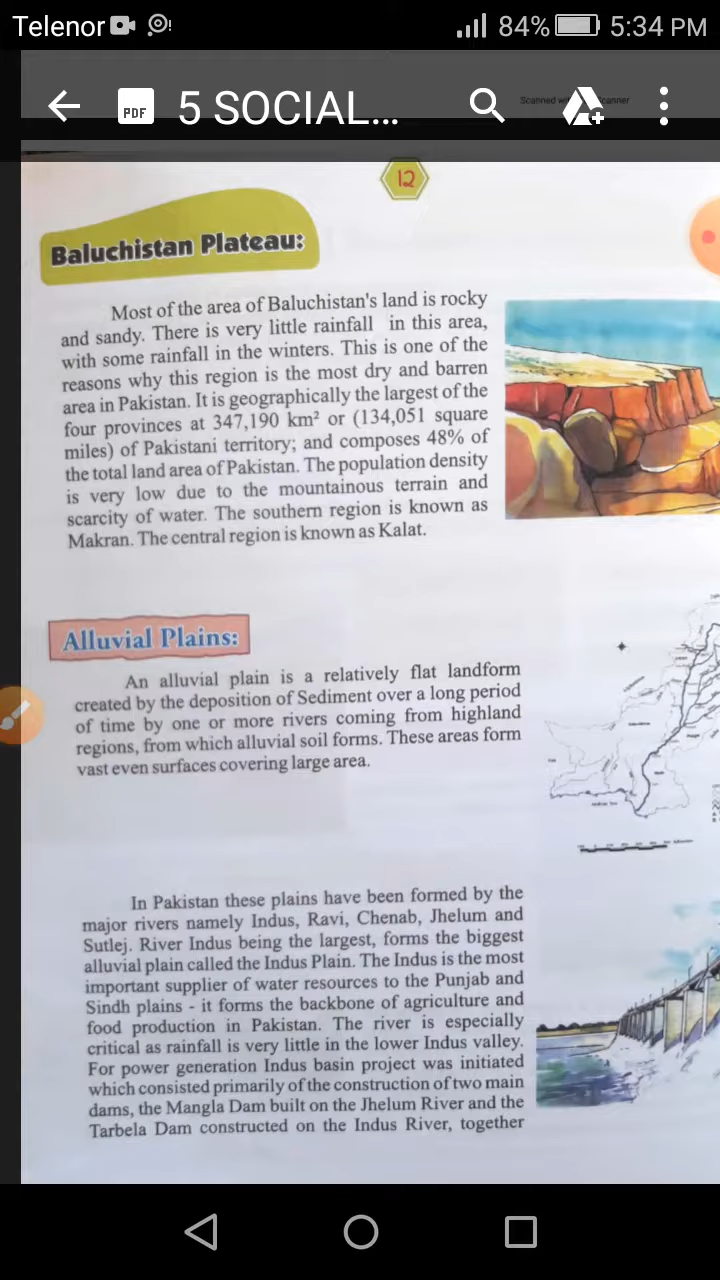 Telenor 84% 5:34 PM
PDF 5 SOCIAL...
12
Baluchistan Plateau:
Most of the area of Baluchistan's land is rocky
and sandy. There is very little rainfall in this area,
with some rainfall in the winters. This is one of the
reasons why this region is the most dry and barren
area in Pakistan. It is geographically the largest of the
four provinces at 347,190 km² or (134,051 square
miles) of Pakistani territory; and composes 48% of
the total land area of Pakistan. The population density
is very low due to the mountainous terrain and
scarcity of water. The southern region is known as
Makran. The central region is known as Kalat.
Alluvial Plains:
An alluvial plain is a relatively flat landform
created by the deposition of Sediment over a long period
of time by one or more rivers coming from highland
regions, from which alluvial soil forms. These areas form
vast even surfaces covering large area.
In Pakistan these plains have been formed by the
major rivers namely Indus, Ravi, Chenab, Jhelum and
Sutlej. River Indus being the largest, forms the biggest
alluvial plain called the Indus Plain. The Indus is the most
important supplier of water resources to the Punjab and
Sindh plains - it forms the backbone of agriculture and
food production in Pakistan. The river is especially
critical as rainfall is very little in the lower Indus valley.
For power generation Indus basin project was initiated
which consisted primarily of the construction of two main
dams, the Mangla Dam built on the Jhelum River and the
Tarbela Dam constructed on the Indus River, together